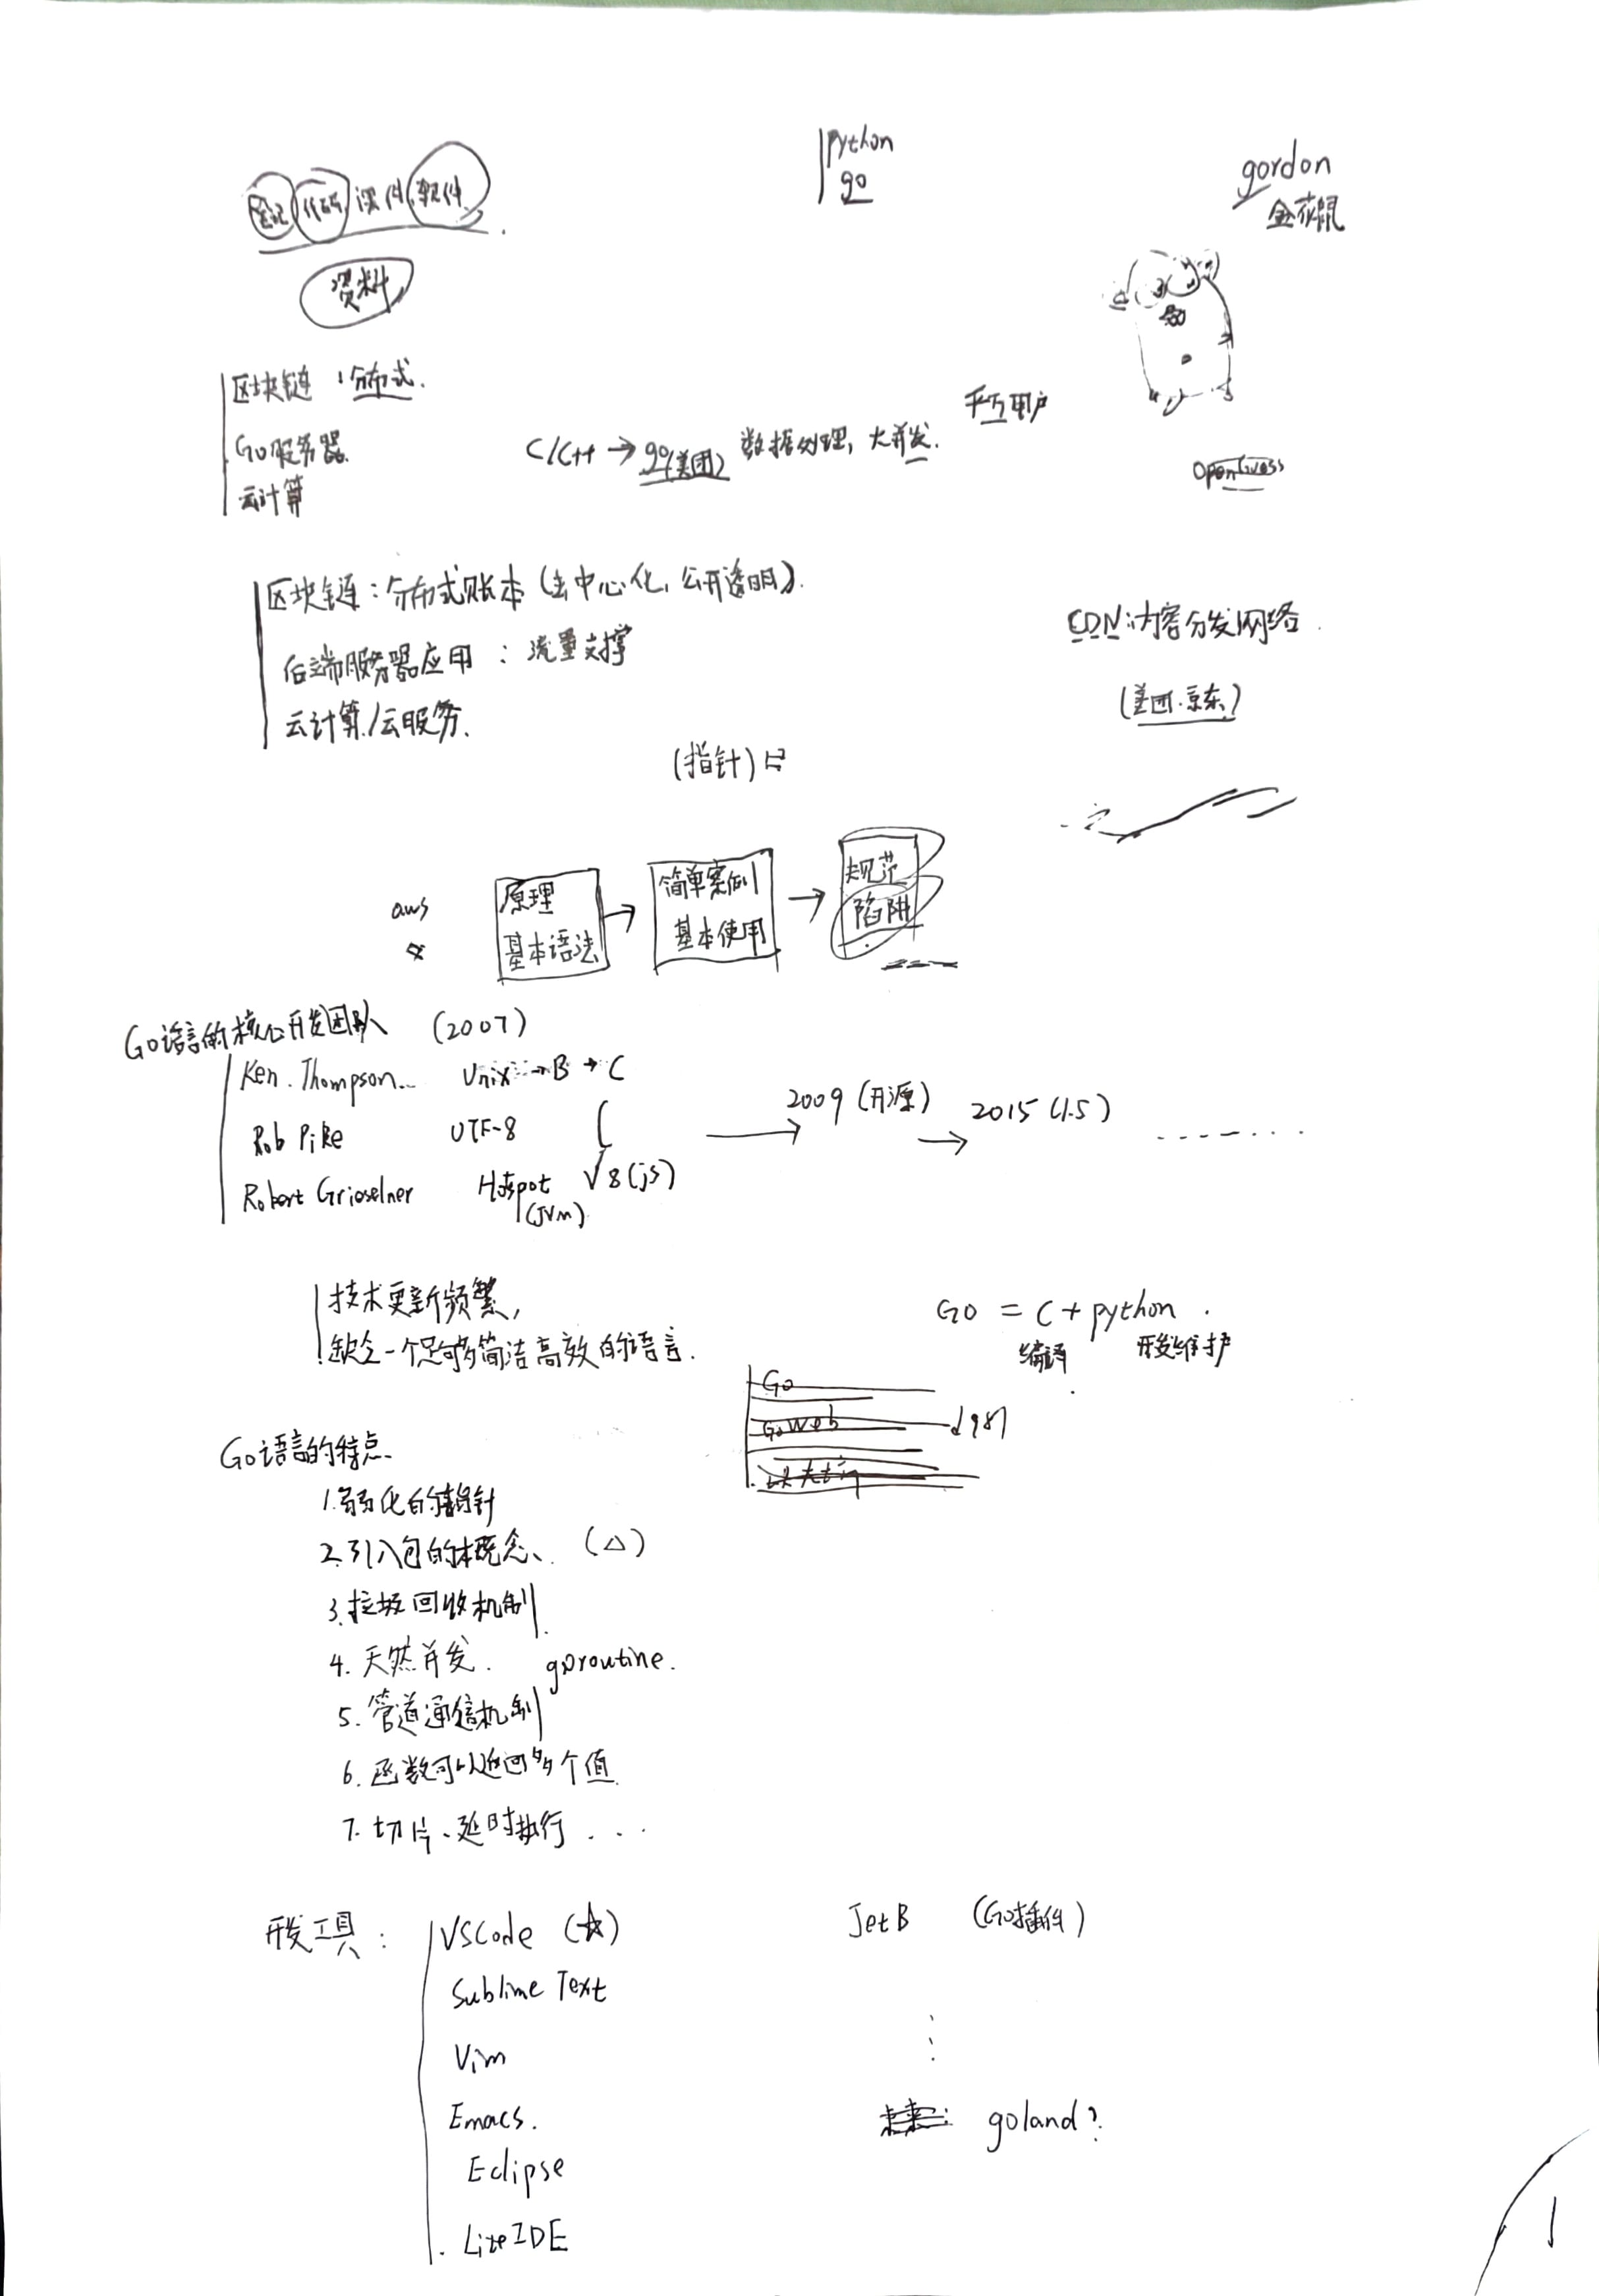 python
go
gordon
金花鼠
笔记 代码 课件 软件
资料
区块链:分布式.
Go服务器
云计算
千万用户
C/C++ → go(美团) 数据处理, 大并发.
区块链:分布式账本(去中心化, 公开透明).
后端服务器应用:流量支撑
云计算/云服务.
CDN:内容分发网络.
(美团.京东)
(指针)
aws
原理
基本语法
→
简单案例
基本使用
→
规范
陷阱
Go语言的核心开发团队 (2007)
Ken. Thompson.. Unix → B → C
Rob Pike UTF-8
Robert Grieselner Hotspot V8(js)
(JVm)
→ 2009(开源) → 2015(1.5) ........
技术更新频繁,
缺乏一个足够简洁高效的语言.
GO = C + python.
编译 开发维护
Go
Go Web
Go语言的特点.
1.弱化的指针
2.引入包的概念、 (△)
3.垃圾回收机制.
4. 天然并发. goroutine.
5. 管道通信机制
6. 函数可以返回多个值
7. 切片、延时执行...
开发工具:
VSCode (☆)
Sublime Text
Vim
Emacs.
Eclipse
LiteIDE
JetB (Go插件)
goland?
1